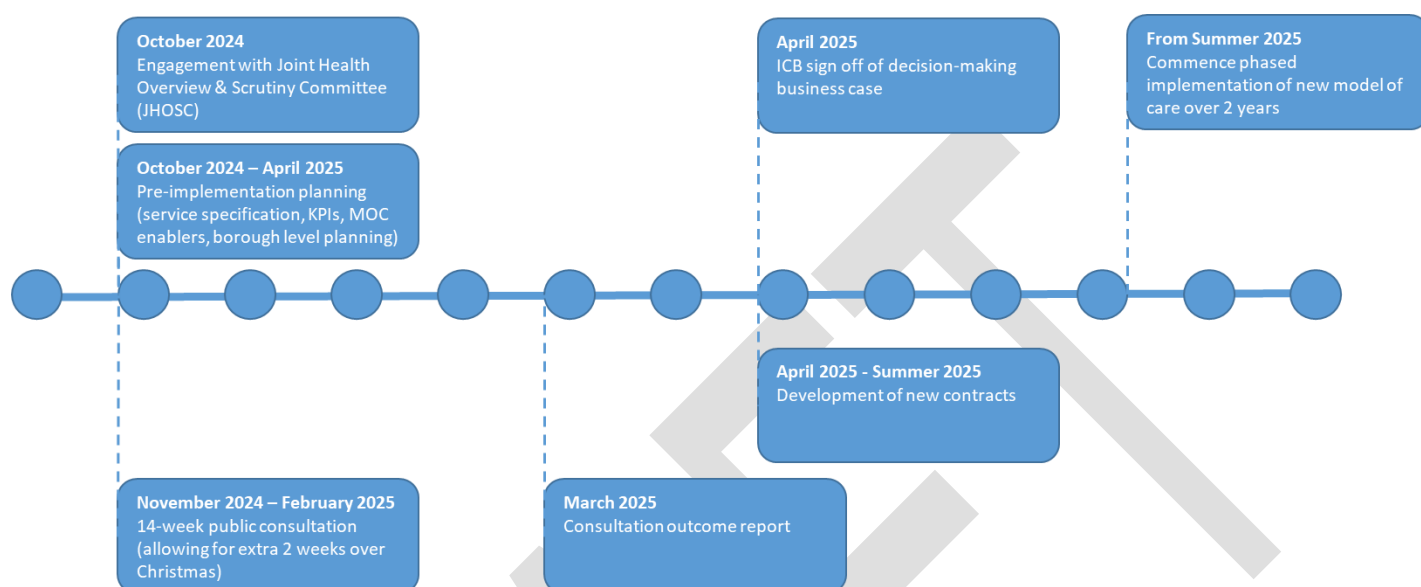 October 2024
Engagement with Joint Health
Overview & Scrutiny Committee
(JHOSC)
October 2024 – April 2025
Pre-implementation planning
(service specification, KPIs, MOC
enablers, borough level planning)
April 2025
ICB sign off of decision-making
business case
From Summer 2025
Commence phased
implementation of new model of
care over 2 years
April 2025 - Summer 2025
Development of new contracts
November 2024 – February 2025
14-week public consultation
(allowing for extra 2 weeks over
Christmas)
March 2025
Consultation outcome report